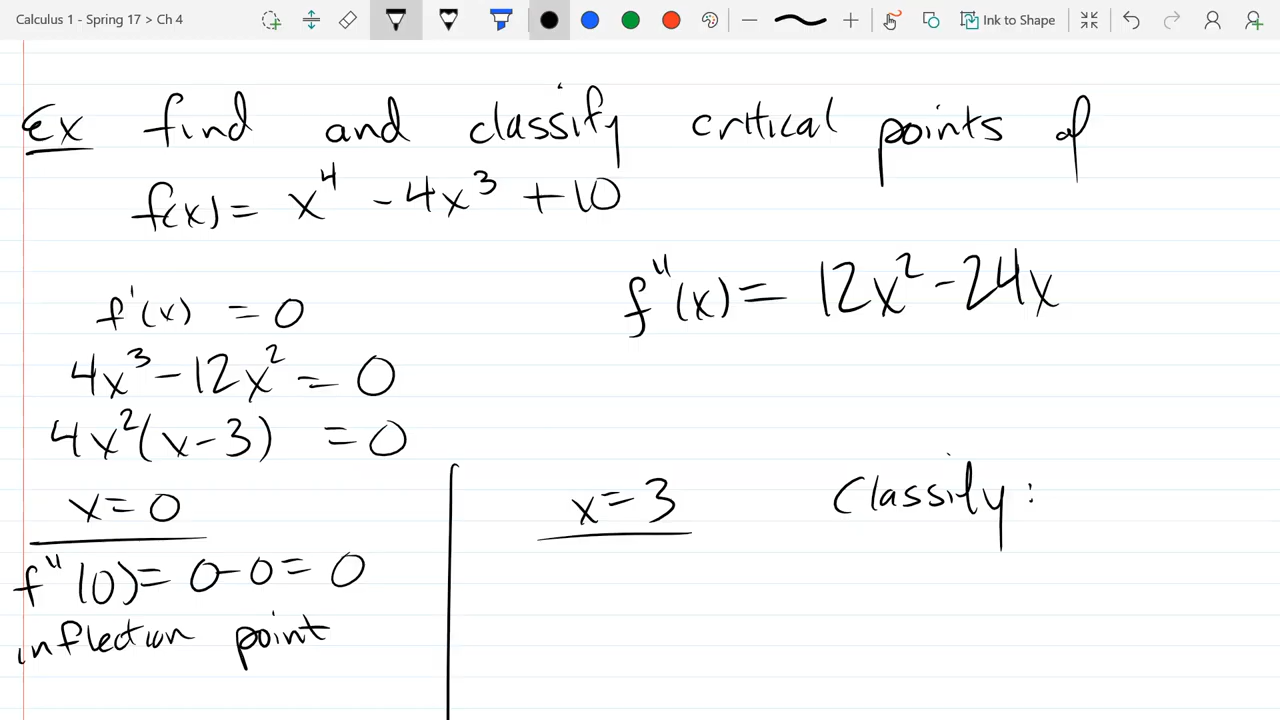 Calculus 1 - Spring 17 > Ch 4
Ink to Shape
Ex find and classify critical points of
f(x) = x⁴ - 4x³ + 10
f''(x) = 12x² - 24x
f'(x) = 0
4x³ - 12x² = 0
4x²(x - 3) = 0
x = 0
x = 3
Classify:
f''(0) = 0 - 0 = 0
inflection point